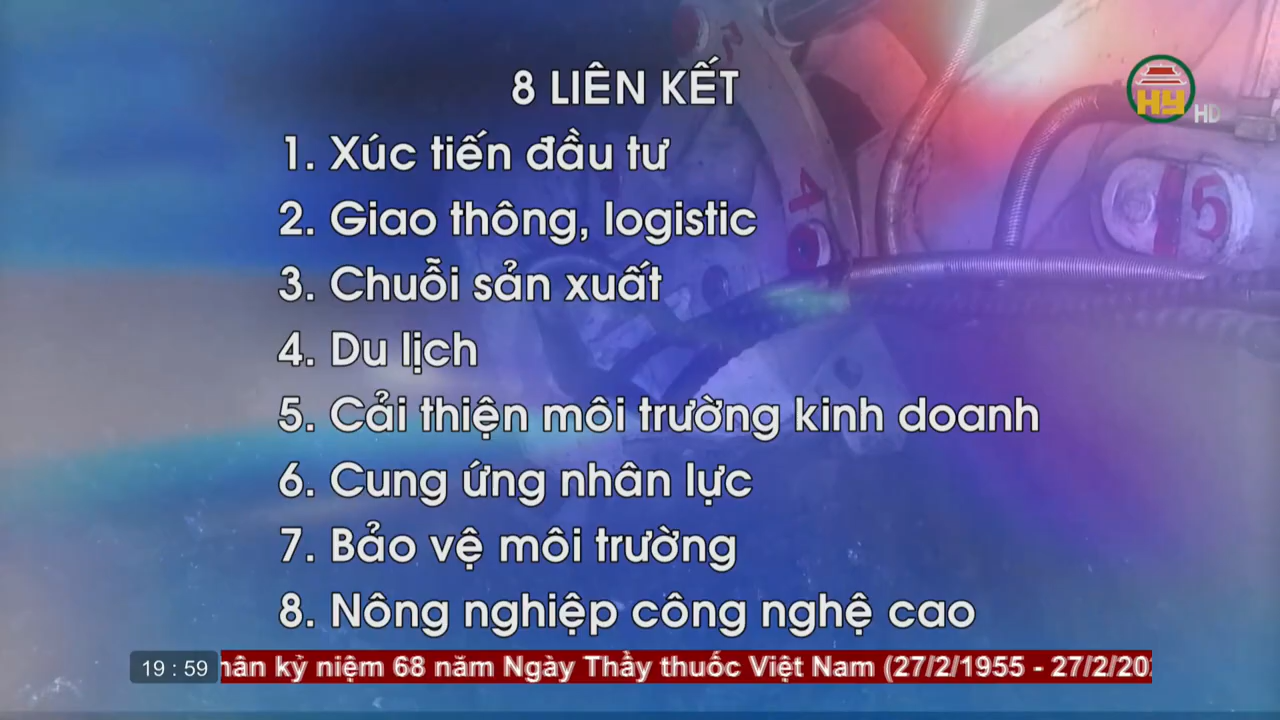 8 LIÊN KẾT
HY HD
1. Xúc tiến đầu tư
2. Giao thông, logistic
3. Chuỗi sản xuất
4. Du lịch
5. Cải thiện môi trường kinh doanh
6. Cung ứng nhân lực
7. Bảo vệ môi trường
8. Nông nghiệp công nghệ cao
19 : 59 kỷ niệm 68 năm Ngày Thầy thuốc Việt Nam (27/2/1955 - 27/2/20
4
5